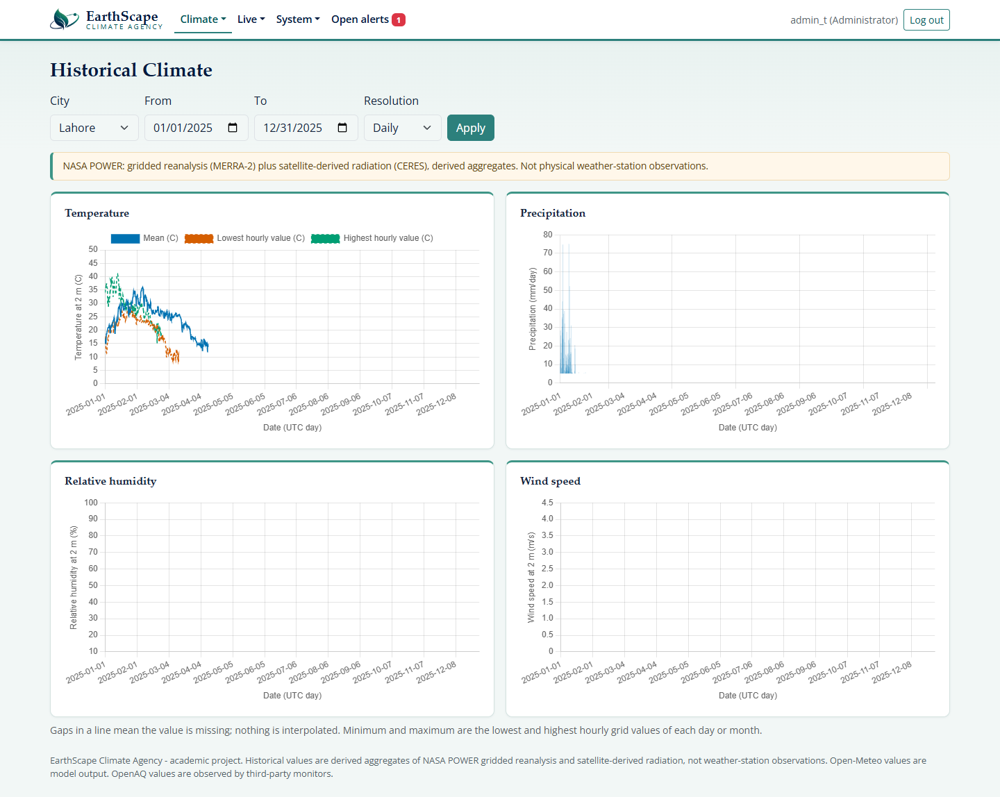 EarthScape
CLIMATE AGENCY
Climate
Live
System
Open alerts 1
admin_t (Administrator)
Log out
Historical Climate
City
From
To
Resolution
Lahore
01/01/2025
12/31/2025
Daily
Apply
NASA POWER: gridded reanalysis (MERRA-2) plus satellite-derived radiation (CERES), derived aggregates. Not physical weather-station observations.
Temperature
Mean (C)
Lowest hourly value (C)
Highest hourly value (C)
Temperature at 2 m (C)
50
45
40
35
30
25
20
15
10
5
0
2025-01-01
2025-02-01
2025-03-04
2025-04-04
2025-05-05
2025-06-05
2025-07-06
2025-08-06
2025-09-06
2025-10-07
2025-11-07
2025-12-08
Date (UTC day)
Precipitation
Precipitation (mm/day)
80
70
60
50
40
30
20
10
0
2025-01-01
2025-02-01
2025-03-04
2025-04-04
2025-05-05
2025-06-05
2025-07-06
2025-08-06
2025-09-06
2025-10-07
2025-11-07
2025-12-08
Date (UTC day)
Relative humidity
Relative humidity at 2 m (%)
100
90
80
70
60
50
40
30
20
10
2025-01-01
2025-02-01
2025-03-04
2025-04-04
2025-05-05
2025-06-05
2025-07-06
2025-08-06
2025-09-06
2025-10-07
2025-11-07
2025-12-08
Date (UTC day)
Wind speed
Wind speed at 2 m (m/s)
4.5
4.0
3.5
3.0
2.5
2.0
1.5
1.0
0.5
0
2025-01-01
2025-02-01
2025-03-04
2025-04-04
2025-05-05
2025-06-05
2025-07-06
2025-08-06
2025-09-06
2025-10-07
2025-11-07
2025-12-08
Date (UTC day)
Gaps in a line mean the value is missing; nothing is interpolated. Minimum and maximum are the lowest and highest hourly grid values of each day or month.
EarthScape Climate Agency - academic project. Historical values are derived aggregates of NASA POWER gridded reanalysis and satellite-derived radiation, not weather-station observations. Open-Meteo values are
model output. OpenAQ values are observed by third-party monitors.